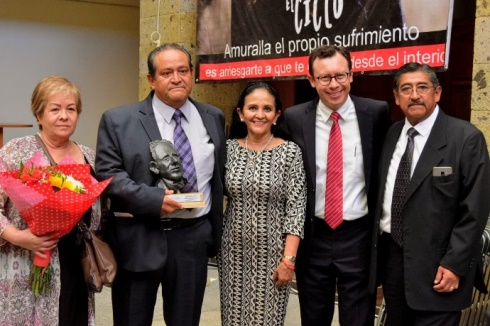 EL
CICLO
Amuralla el propio sufrimiento
es arriesgarte a que te desde el interior